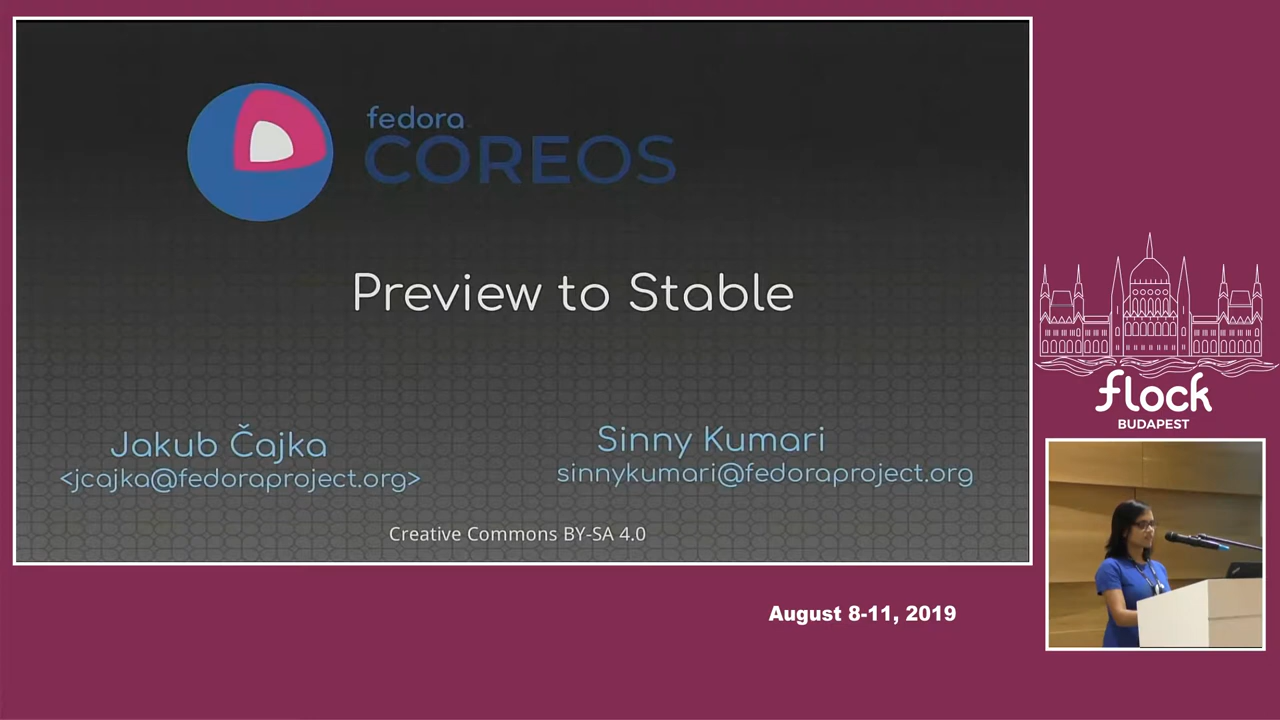 fedora
COREOS
Preview to Stable
Jakub Čajka
<jcajka@fedoraproject.org>
Sinny Kumari
sinnykumari@fedoraproject.org
Creative Commons BY-SA 4.0
flock
BUDAPEST
August 8-11, 2019